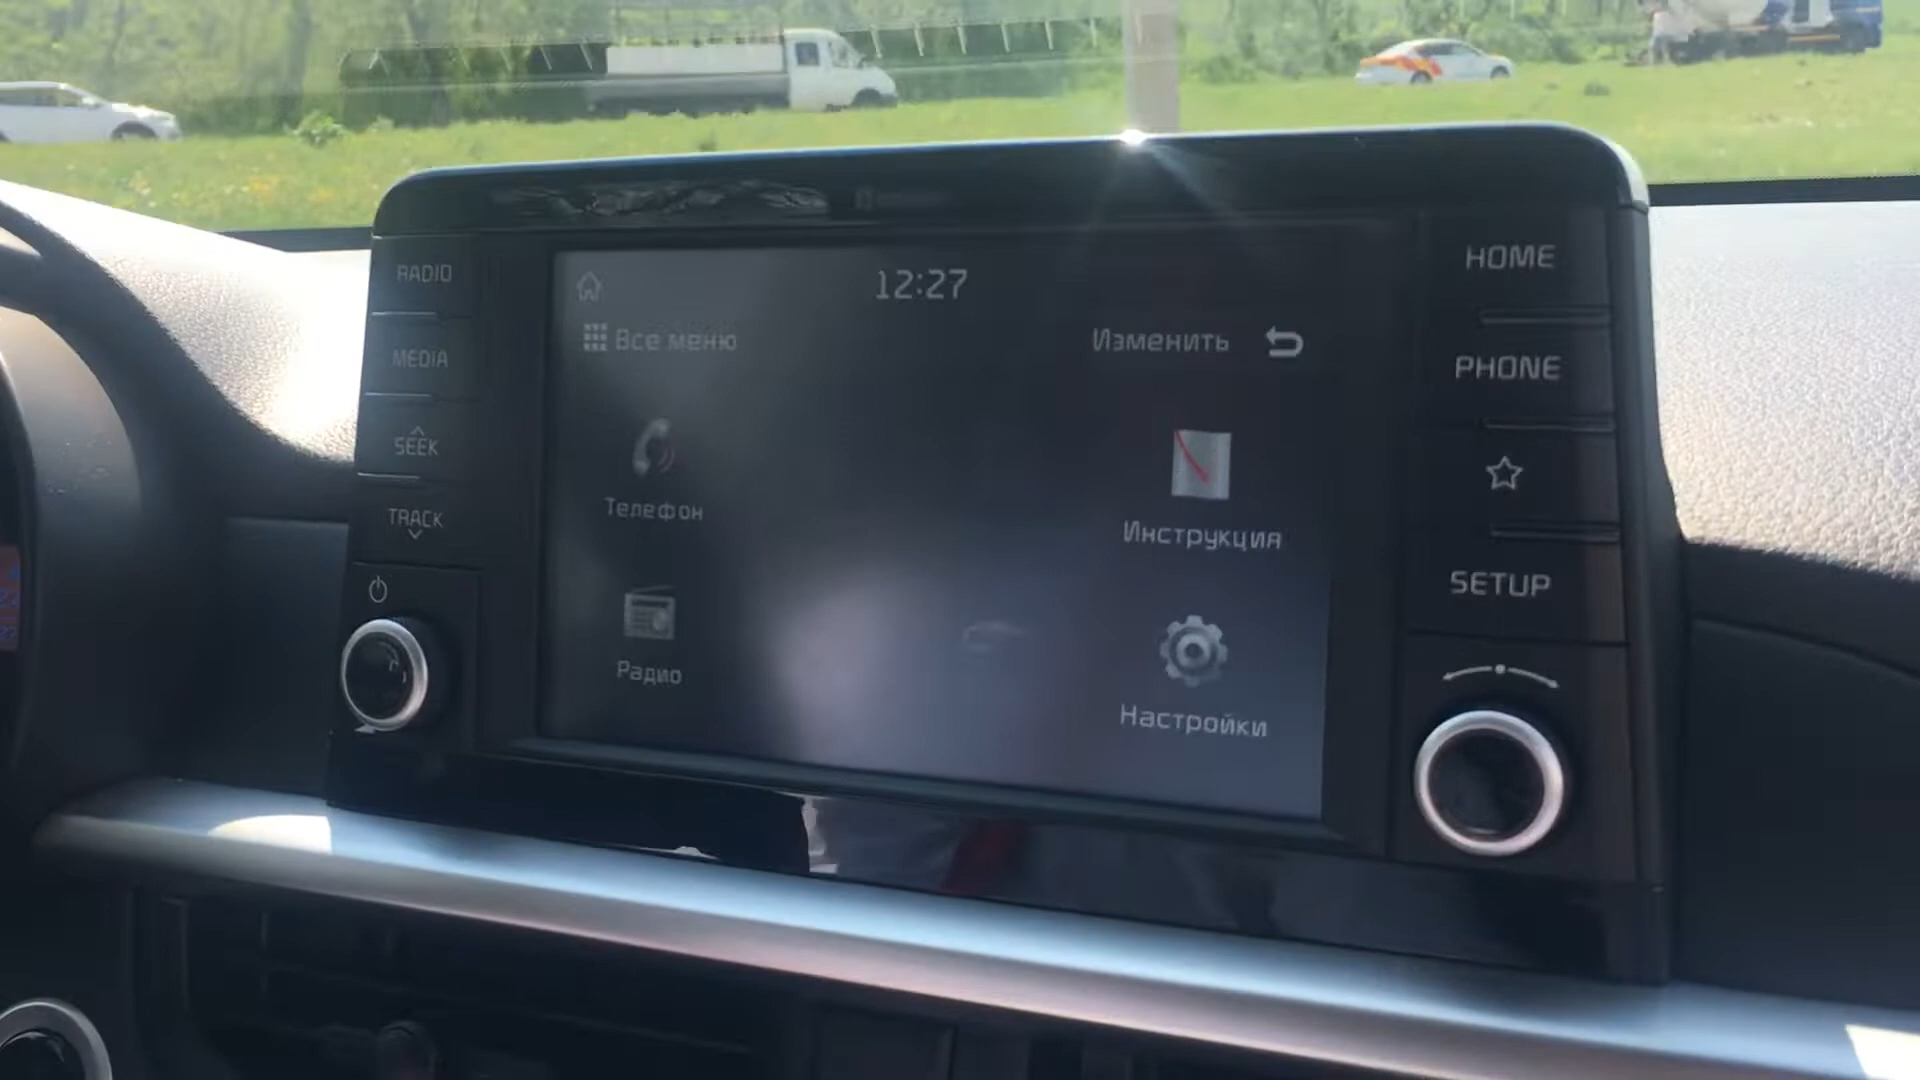 RADIO
MEDIA
SEEK
TRACK
12:27
Все меню
Изменить
Телефон
Инструкция
Радио
Настройки
HOME
PHONE
SETUP